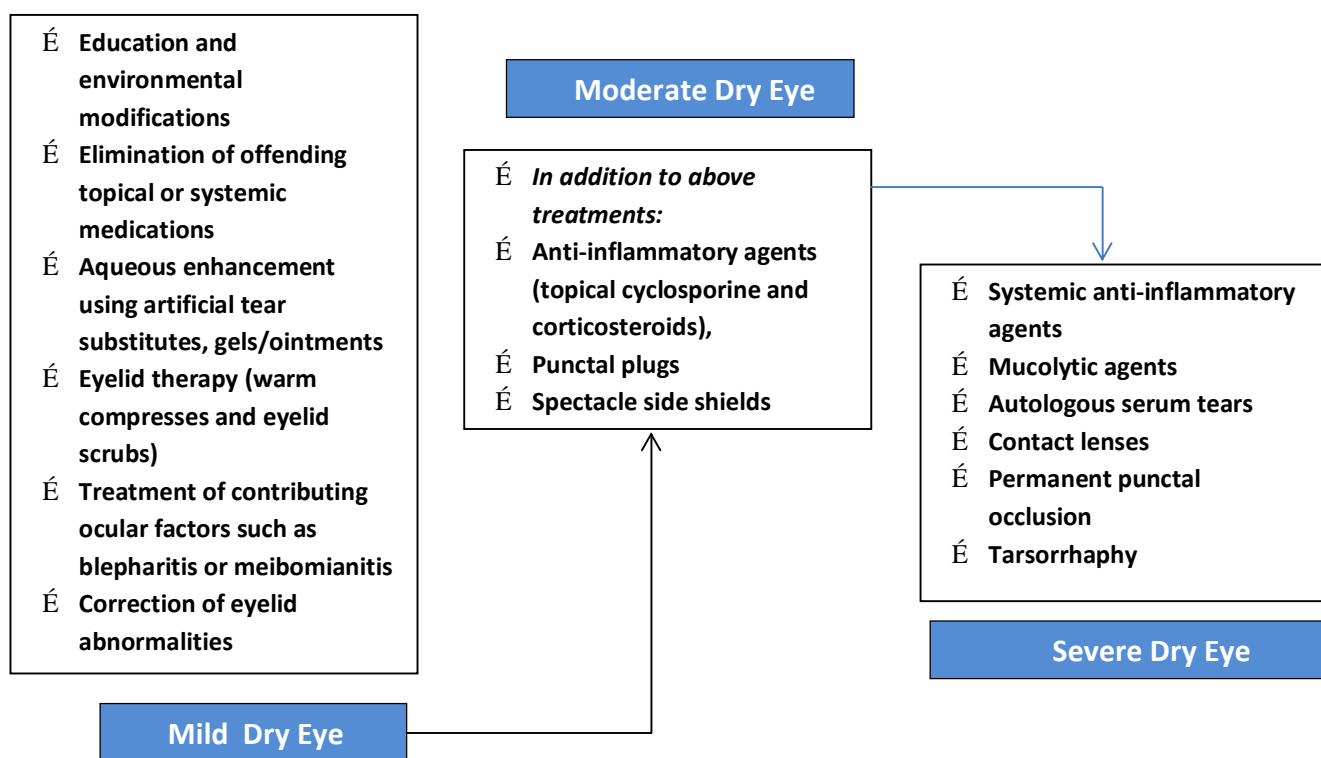 É Education and
environmental
modifications
É Elimination of offending
topical or systemic
medications
É Aqueous enhancement
using artificial tear
substitutes, gels/ointments
É Eyelid therapy (warm
compresses and eyelid
scrubs)
É Treatment of contributing
ocular factors such as
blepharitis or meibomianitis
É Correction of eyelid
abnormalities
Mild Dry Eye
Moderate Dry Eye
É In addition to above
treatments:
É Anti-inflammatory agents
(topical cyclosporine and
corticosteroids),
É Punctal plugs
É Spectacle side shields
É Systemic anti-inflammatory
agents
É Mucolytic agents
É Autologous serum tears
É Contact lenses
É Permanent punctal
occlusion
É Tarsorrhaphy
Severe Dry Eye